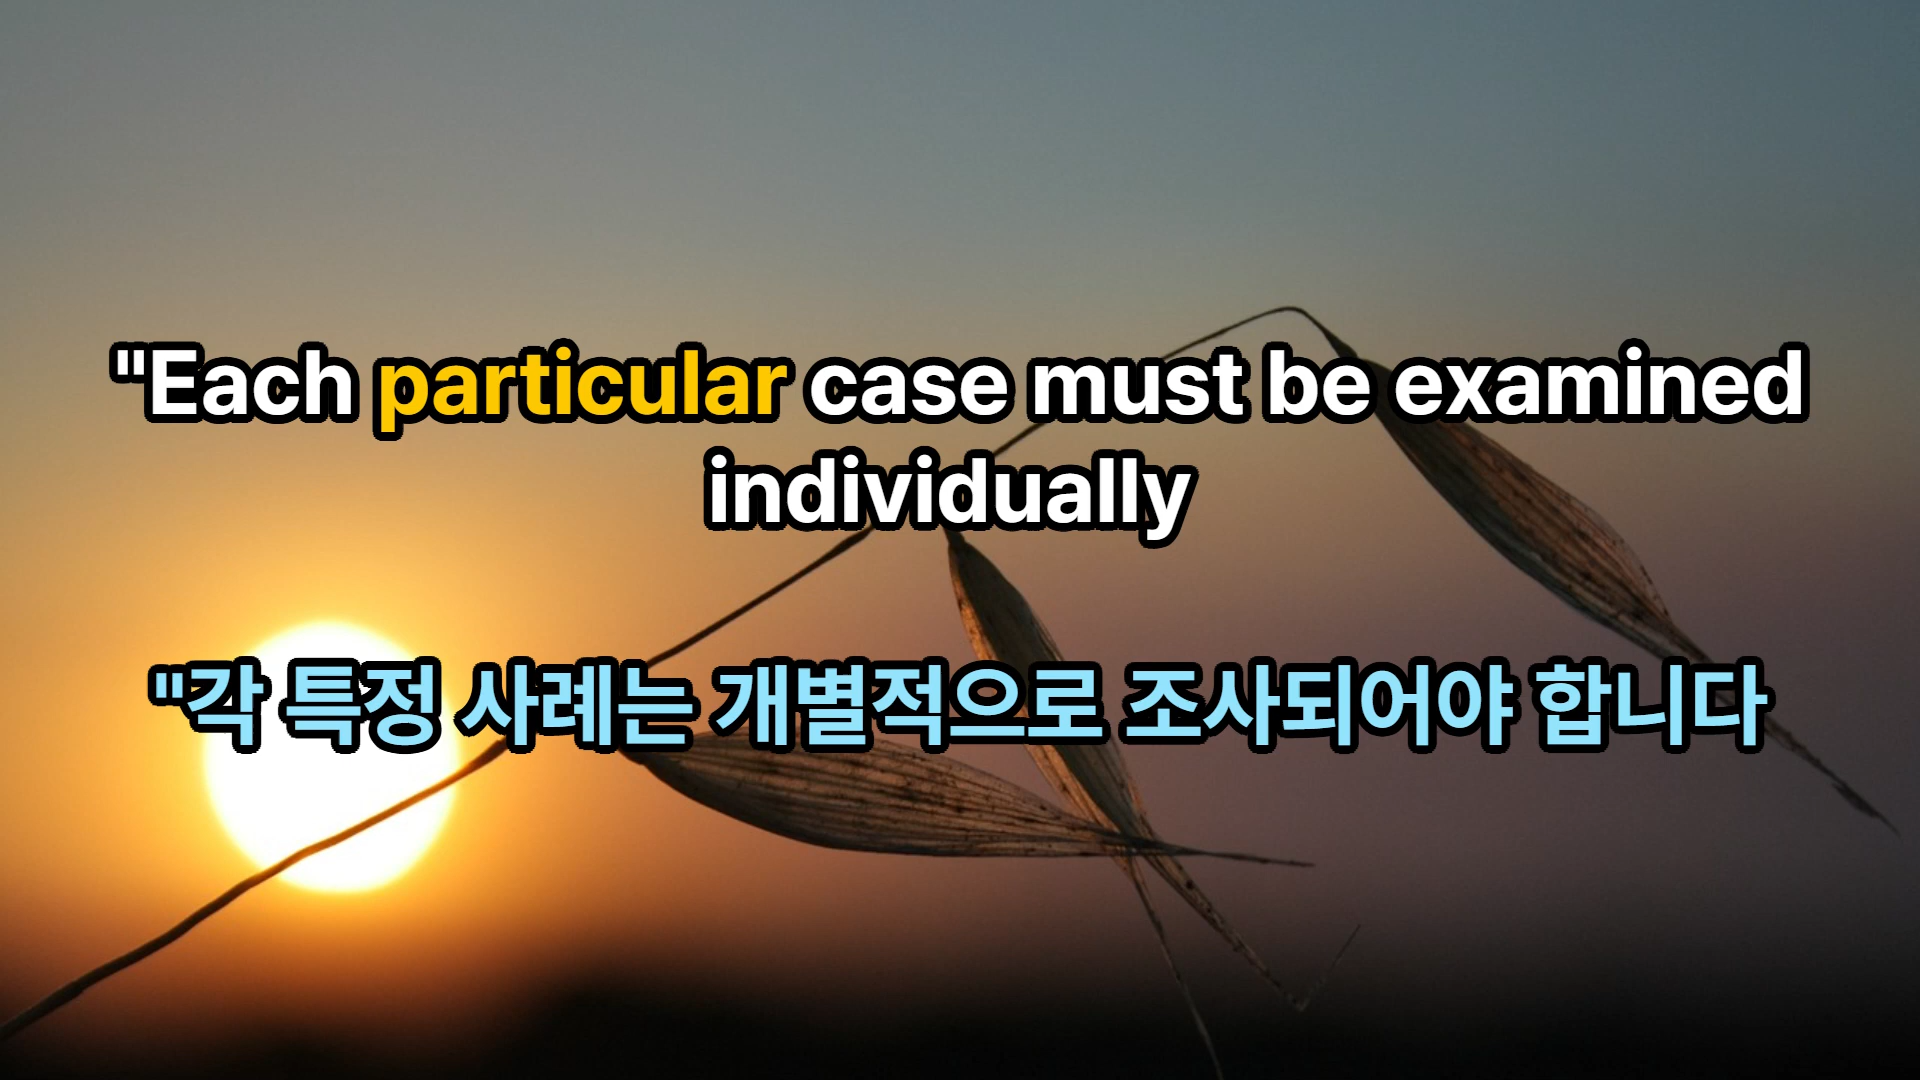 "Each particular case must be examined
individually
"각 특정 사례는 개별적으로 조사되어야 합니다